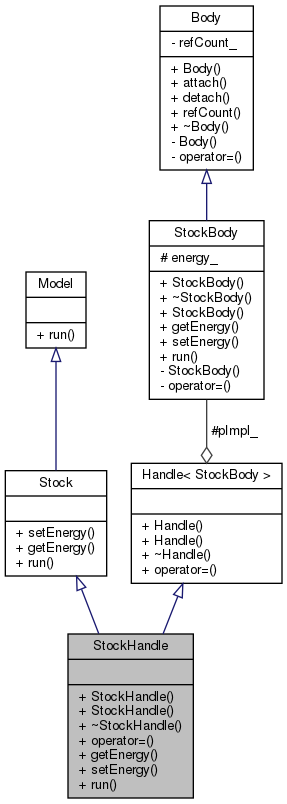 Body
- refCount_
+ Body()
+ attach()
+ detach()
+ refCount()
+ ~Body()
- Body()
- operator=()
StockBody
# energy_
+ StockBody()
+ ~StockBody()
+ StockBody()
+ getEnergy()
+ setEnergy()
+ run()
- StockBody()
- operator=()
Model
+ run()
#pImpl_
Stock
+ setEnergy()
+ getEnergy()
+ run()
Handle< StockBody >
+ Handle()
+ Handle()
+ ~Handle()
+ operator=()
StockHandle
+ StockHandle()
+ StockHandle()
+ ~StockHandle()
+ operator=()
+ getEnergy()
+ setEnergy()
+ run()